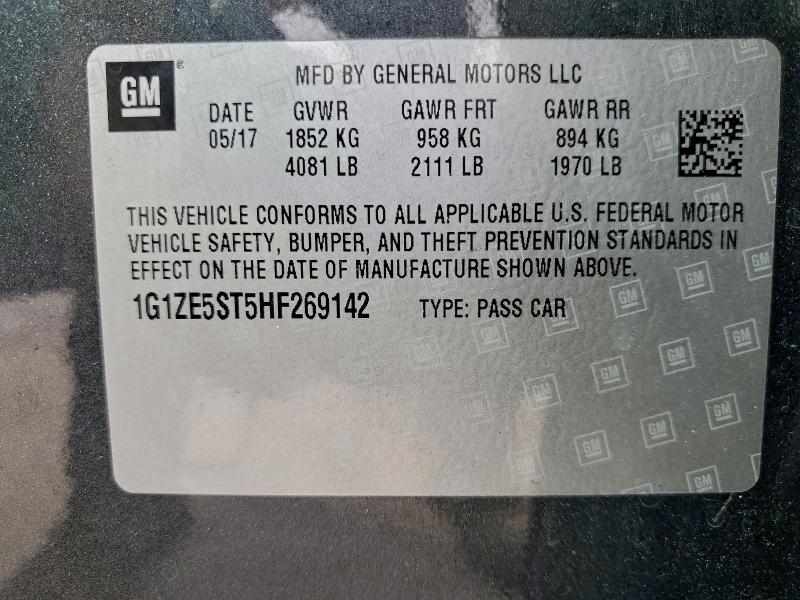 GM®
MFD BY GENERAL MOTORS LLC
DATE GVWR GAWR FRT GAWR RR
05/17 1852 KG 958 KG 894 KG
4081 LB 2111 LB 1970 LB
THIS VEHICLE CONFORMS TO ALL APPLICABLE U.S. FEDERAL MOTOR
VEHICLE SAFETY, BUMPER, AND THEFT PREVENTION STANDARDS IN
EFFECT ON THE DATE OF MANUFACTURE SHOWN ABOVE.
1G1ZE5ST5HF269142 TYPE: PASS CAR